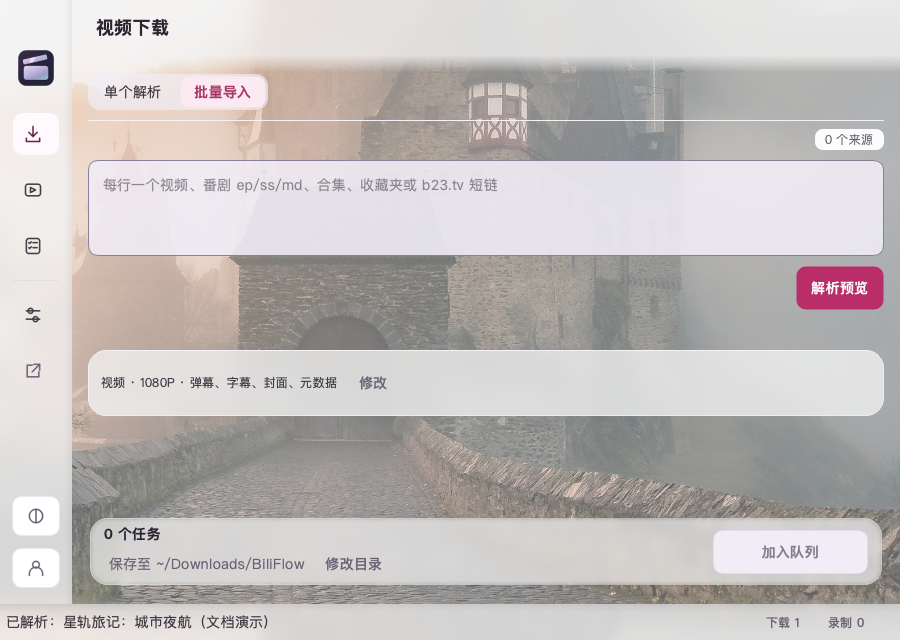 视频下载
单个解析 批量导入
0 个来源
每行一个视频、番剧 ep/ss/md、合集、收藏夹或 b23.tv 短链
解析预览
视频 · 1080P · 弹幕、字幕、封面、元数据 修改
0 个任务
保存至 ~/Downloads/BiliFlow 修改目录
加入队列
已解析：星轨旅记：城市夜航（文档演示） 下载 1 录制 0